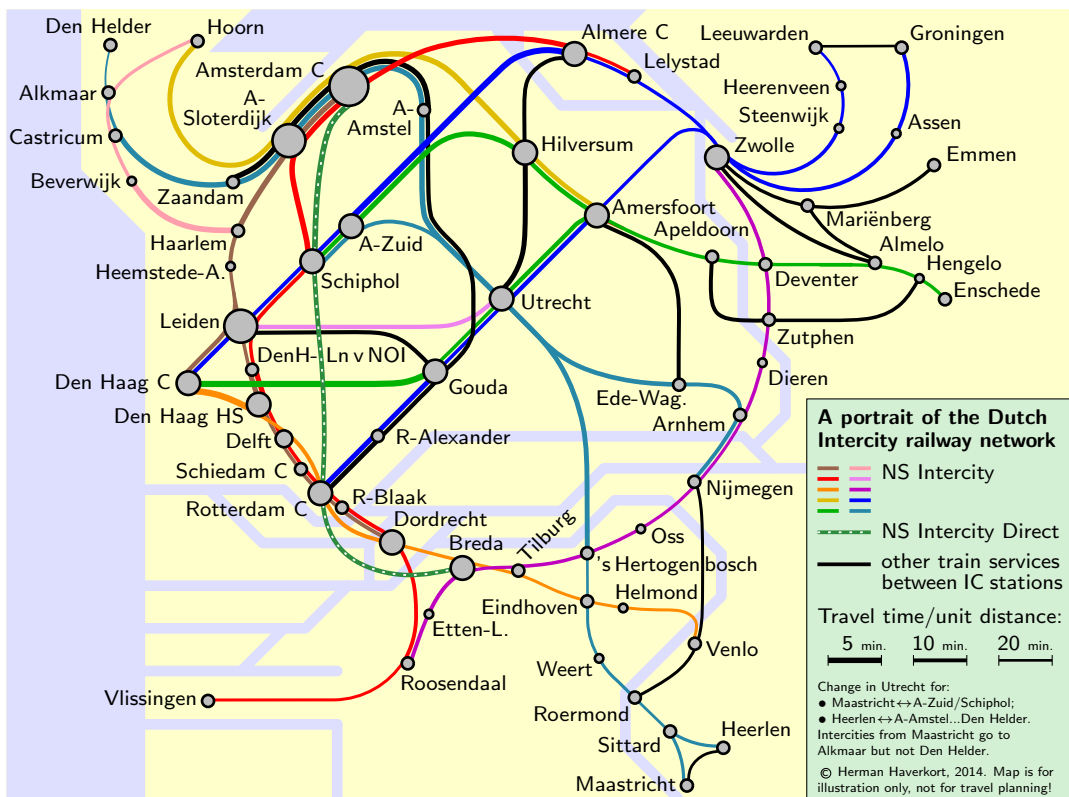 Den Helder
Hoorn
Almere C
Leeuwarden
Groningen
Amsterdam C
Lelystad
Alkmaar
A-
Sloterdijk
A-
Amstel
Heerenveen
Castricum
Steenwijk
Assen
Hilversum
Zwolle
Emmen
Beverwijk
Zaandam
Haarlem
A-Zuid
Amersfoort
Apeldoorn
Mariënberg
Almelo
Heemstede-A.
Schiphol
Hengelo
Deventer
Enschede
Leiden
Utrecht
Zutphen
DenH- Ln v NOI
Den Haag C
Gouda
Dieren
Ede-Wag.
Den Haag HS
Arnhem
Delft
R-Alexander
Schiedam C
Nijmegen
Rotterdam C
R-Blaak
Dordrecht
Breda
Tilburg
Oss
's Hertogenbosch
Eindhoven
Helmond
Etten-L.
Venlo
Weert
Roosendaal
Vlissingen
Roermond
Sittard
Heerlen
Maastricht
A portrait of the Dutch
Intercity railway network
NS Intercity
NS Intercity Direct
other train services
between IC stations
Travel time/unit distance:
5 min. 10 min. 20 min.
Change in Utrecht for:
• Maastricht↔A-Zuid/Schiphol;
• Heerlen↔A-Amstel...Den Helder.
Intercities from Maastricht go to
Alkmaar but not Den Helder.
© Herman Haverkort, 2014. Map is for
illustration only, not for travel planning!